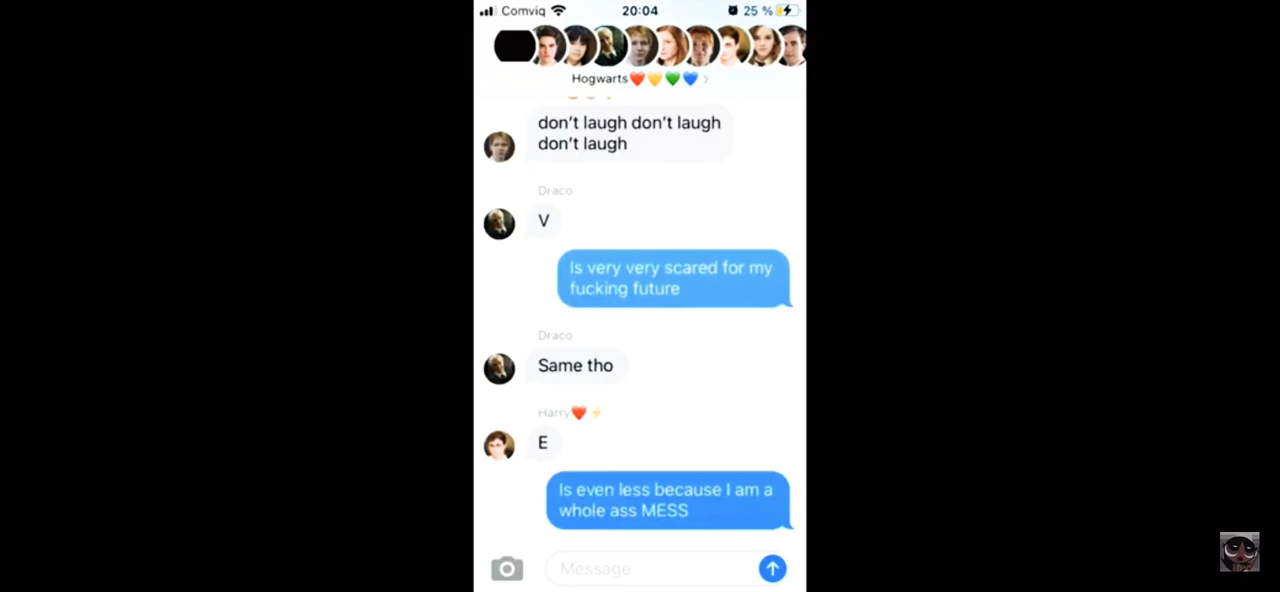 Comviq 20:04 25 %
Hogwarts❤️💛💚💙 >
don't laugh don't laugh
don't laugh
Draco
V
Is very very scared for my
fucking future
Draco
Same tho
Harry❤️⚡
E
Is even less because I am a
whole ass MESS
Message